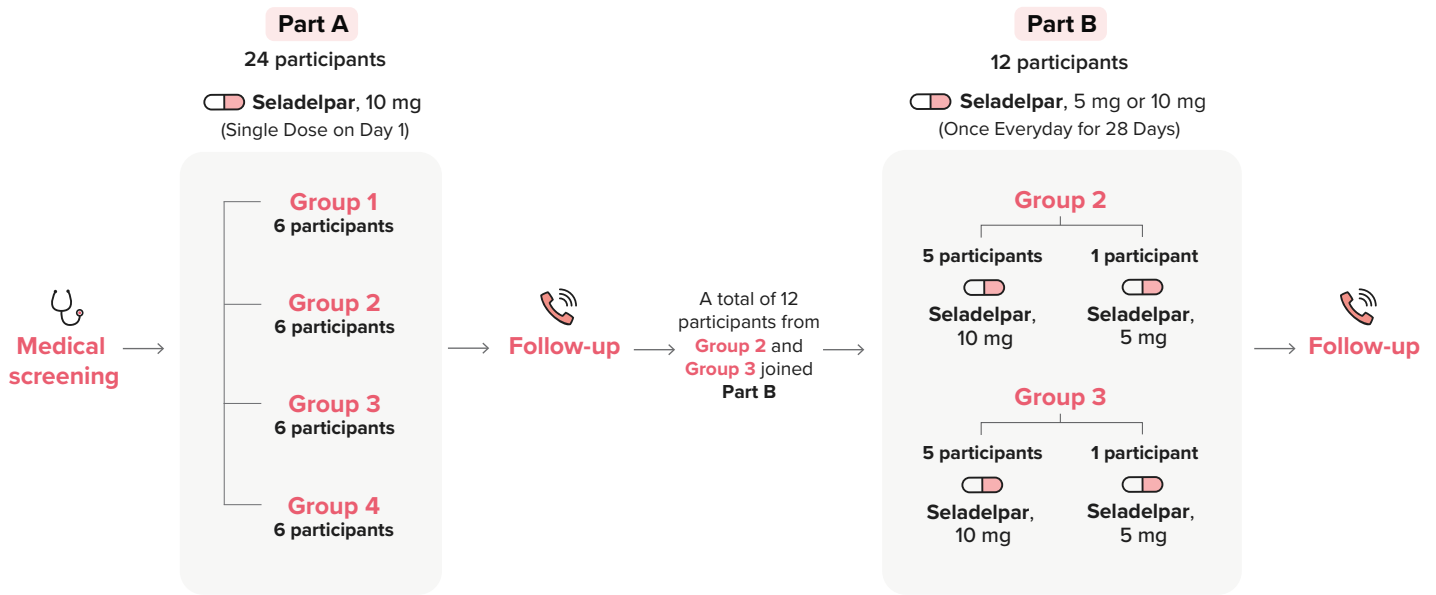 Part A
24 participants
Seladelpar, 10 mg
(Single Dose on Day 1)
Medical
screening
Group 1
6 participants
Group 2
6 participants
Group 3
6 participants
Group 4
6 participants
Follow-up
A total of 12
participants from
Group 2 and
Group 3 joined
Part B
Part B
12 participants
Seladelpar, 5 mg or 10 mg
(Once Everyday for 28 Days)
Group 2
5 participants
Seladelpar,
10 mg
1 participant
Seladelpar,
5 mg
Group 3
5 participants
Seladelpar,
10 mg
1 participant
Seladelpar,
5 mg
Follow-up